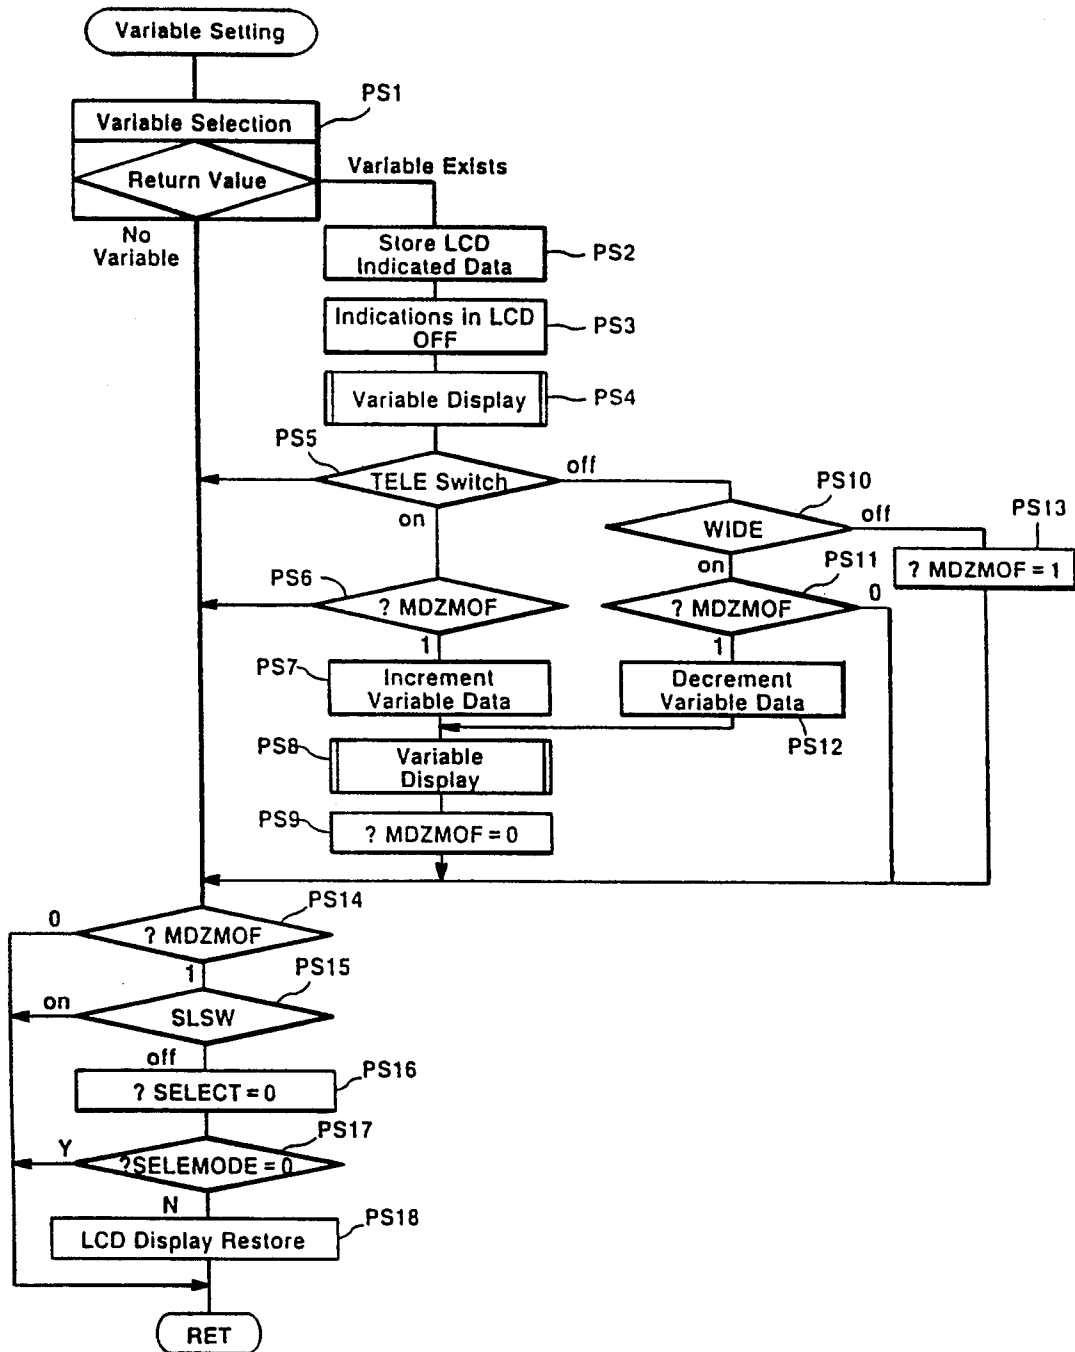 Variable Setting
PS1
Variable Selection
Return Value
Variable Exists
No
Variable
Store LCD
Indicated Data
PS2
Indications in LCD
OFF
PS3
Variable Display
PS4
PS5
TELE Switch
off
on
PS10
WIDE
off
on
PS13
? MDZMOF = 1
PS6
? MDZMOF
1
PS11
? MDZMOF
0
1
PS7
Increment
Variable Data
Decrement
Variable Data
PS12
PS8
Variable
Display
PS9
? MDZMOF = 0
PS14
0
? MDZMOF
1
PS15
on
SLSW
off
PS16
? SELECT = 0
PS17
Y
?SELEMODE = 0
N
PS18
LCD Display Restore
RET